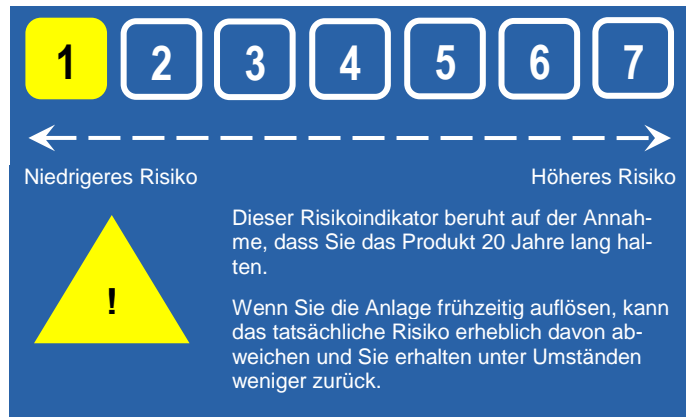 1 2 3 4 5 6 7
Niedrigeres Risiko Höheres Risiko
Dieser Risikoindikator beruht auf der Annah-
me, dass Sie das Produkt 20 Jahre lang hal-
ten.
!
Wenn Sie die Anlage frühzeitig auflösen, kann
das tatsächliche Risiko erheblich davon ab-
weichen und Sie erhalten unter Umständen
weniger zurück.